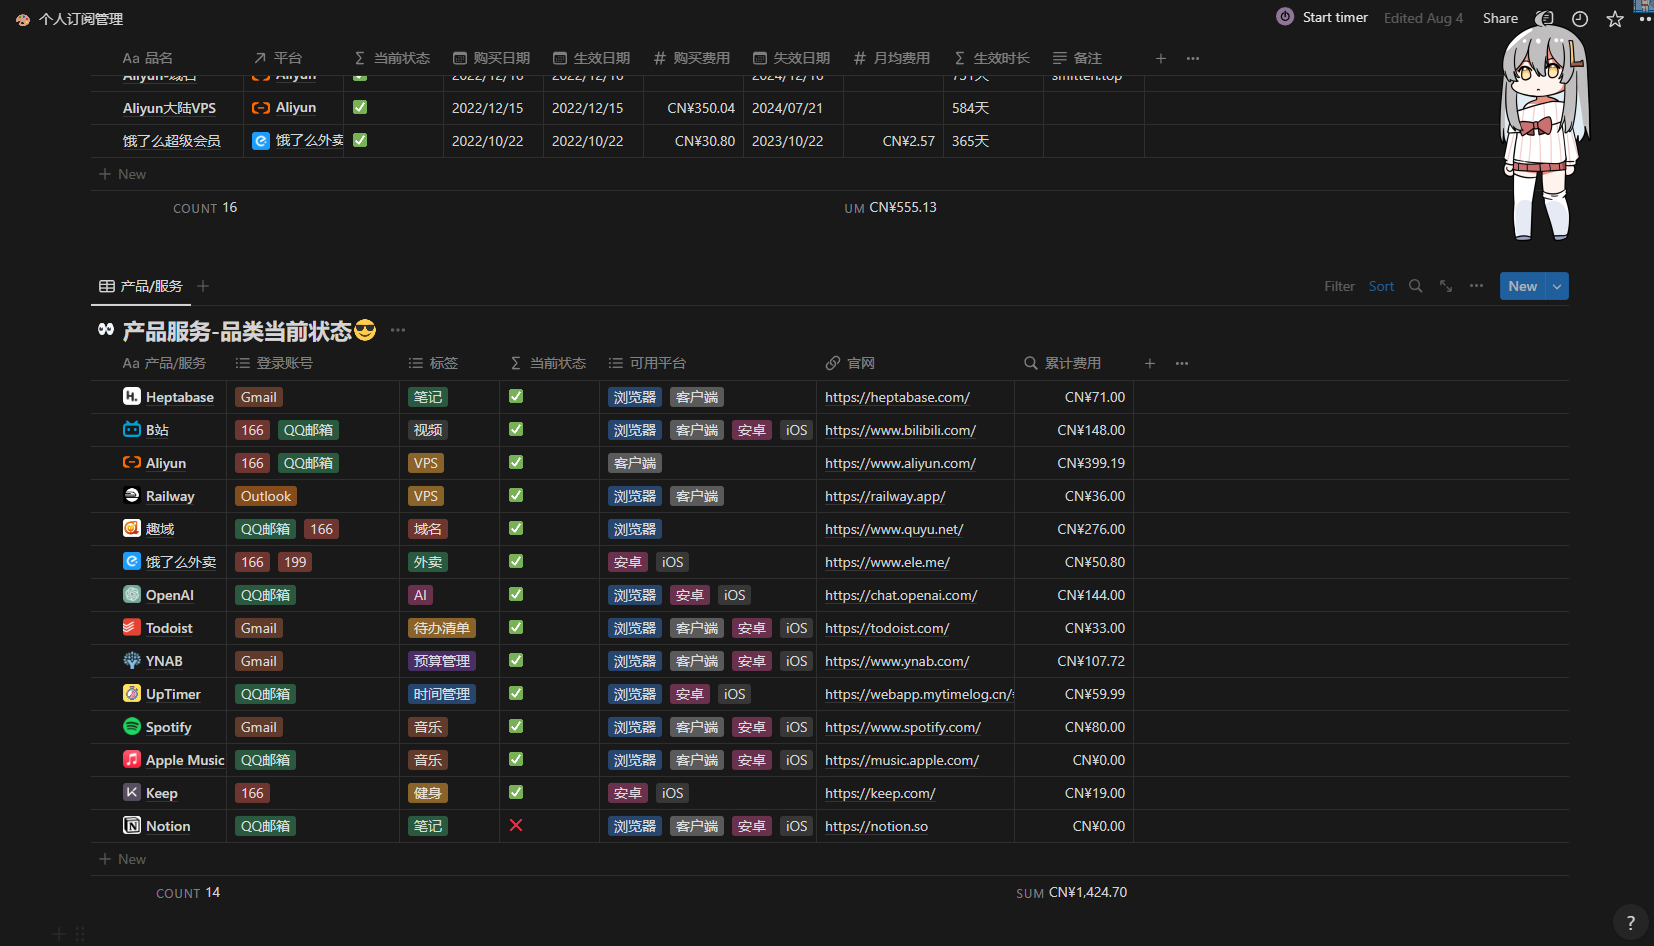 个人订阅管理 Start timer Edited Aug 4 Share
Aa 品名 平台 Σ 当前状态 购买日期 生效日期 # 购买费用 失效日期 # 月均费用 Σ 生效时长 备注
Aliyun-域名 Aliyun 2022/12/16 2022/12/16 2024/12/16 731天 smitten.top
Aliyun大陆VPS Aliyun 2022/12/15 2022/12/15 CN¥350.04 2024/07/21 584天
饿了么超级会员 饿了么外卖 2022/10/22 2022/10/22 CN¥30.80 2023/10/22 CN¥2.57 365天
+ New
COUNT 16 UM CN¥555.13
产品/服务 + Filter Sort New
产品服务-品类当前状态
Aa 产品/服务 登录账号 标签 Σ 当前状态 可用平台 官网 累计费用
Heptabase Gmail 笔记 浏览器 客户端 https://heptabase.com/ CN¥71.00
B站 166 QQ邮箱 视频 浏览器 客户端 安卓 iOS https://www.bilibili.com/ CN¥148.00
Aliyun 166 QQ邮箱 VPS 客户端 https://www.aliyun.com/ CN¥399.19
Railway Outlook VPS 浏览器 客户端 https://railway.app/ CN¥36.00
趣域 QQ邮箱 166 域名 浏览器 https://www.quyu.net/ CN¥276.00
饿了么外卖 166 199 外卖 安卓 iOS https://www.ele.me/ CN¥50.80
OpenAI QQ邮箱 AI 浏览器 安卓 iOS https://chat.openai.com/ CN¥144.00
Todoist Gmail 待办清单 浏览器 客户端 安卓 iOS https://todoist.com/ CN¥33.00
YNAB Gmail 预算管理 浏览器 客户端 安卓 iOS https://www.ynab.com/ CN¥107.72
UpTimer QQ邮箱 时间管理 浏览器 安卓 iOS https://webapp.mytimelog.cn/ CN¥59.99
Spotify Gmail 音乐 浏览器 客户端 安卓 iOS https://www.spotify.com/ CN¥80.00
Apple Music QQ邮箱 音乐 浏览器 客户端 安卓 iOS https://music.apple.com/ CN¥0.00
Keep 166 健身 安卓 iOS https://keep.com/ CN¥19.00
Notion QQ邮箱 笔记 浏览器 客户端 安卓 iOS https://notion.so CN¥0.00
+ New
COUNT 14 SUM CN¥1,424.70
?